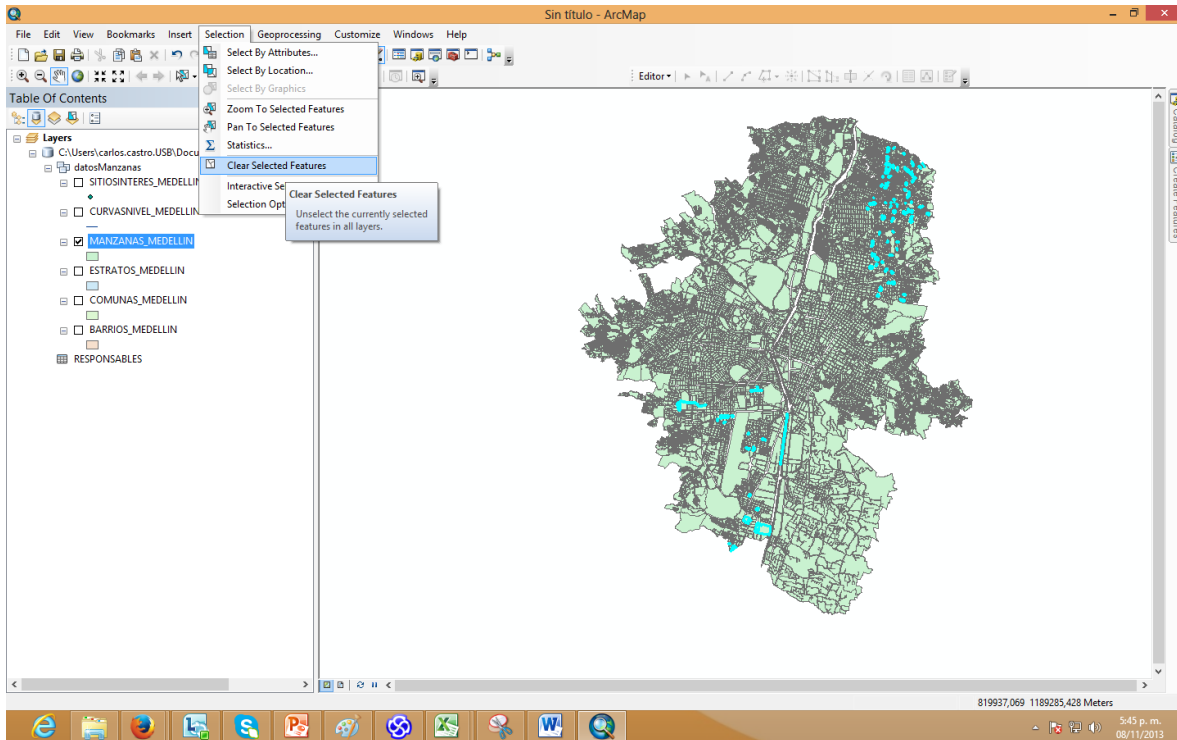 Sin título - ArcMap
File Edit View Bookmarks Insert Selection Geoprocessing Customize Windows Help
Select By Attributes...
Select By Location...
Select By Graphics
Zoom To Selected Features
Pan To Selected Features
Statistics...
Clear Selected Features
Interactive Se
Selection Opt
Clear Selected Features
Unselect the currently selected
features in all layers.
Editor
Table Of Contents
Layers
C:\Users\carlos.castro.USB\Docu
datosManzanas
SITIOSINTERES_MEDELLIN
CURVASNIVEL_MEDELLIN
MANZANAS_MEDELLIN
ESTRATOS_MEDELLIN
COMUNAS_MEDELLIN
BARRIOS_MEDELLIN
RESPONSABLES
Catalog
Create Features
819937,069 1189285,428 Meters
5:45 p. m.
08/11/2013